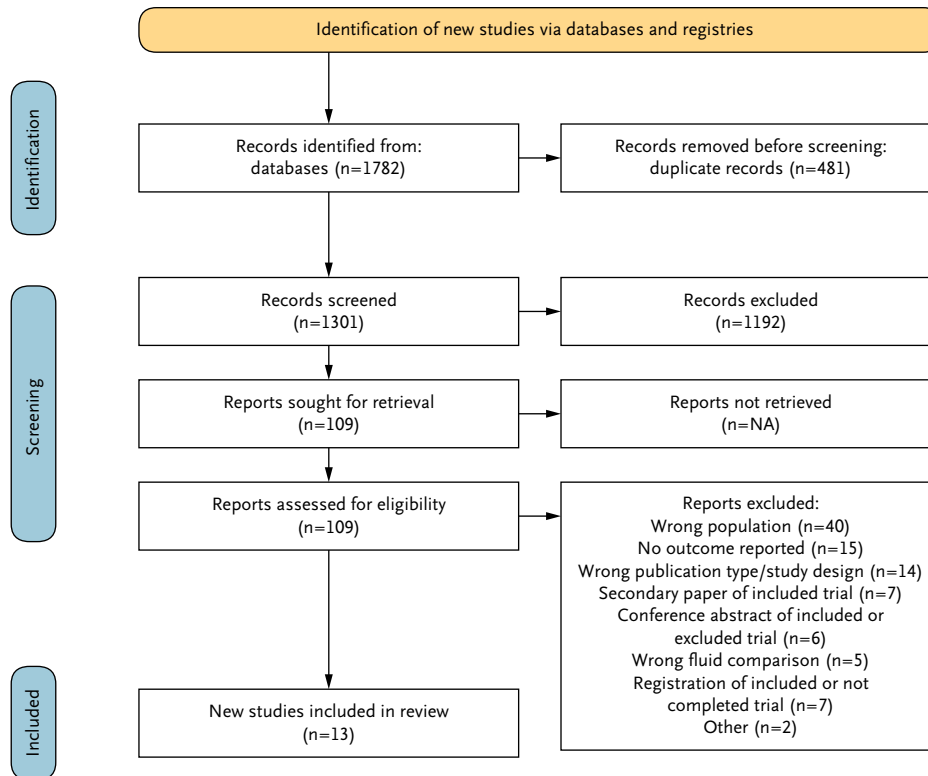 Identification of new studies via databases and registries
Identification
Records identified from:
databases (n=1782)
Records removed before screening:
duplicate records (n=481)
Screening
Records screened
(n=1301)
Records excluded
(n=1192)
Reports sought for retrieval
(n=109)
Reports not retrieved
(n=NA)
Reports assessed for eligibility
(n=109)
Reports excluded:
Wrong population (n=40)
No outcome reported (n=15)
Wrong publication type/study design (n=14)
Secondary paper of included trial (n=7)
Conference abstract of included or
excluded trial (n=6)
Wrong fluid comparison (n=5)
Registration of included or not
completed trial (n=7)
Other (n=2)
Included
New studies included in review
(n=13)